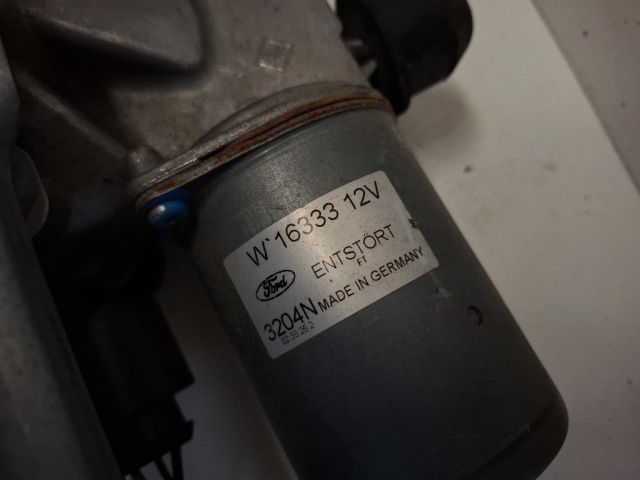 W 16333 12V
Ford
ENTSTÖRT
FT
3204N MADE IN GERMANY